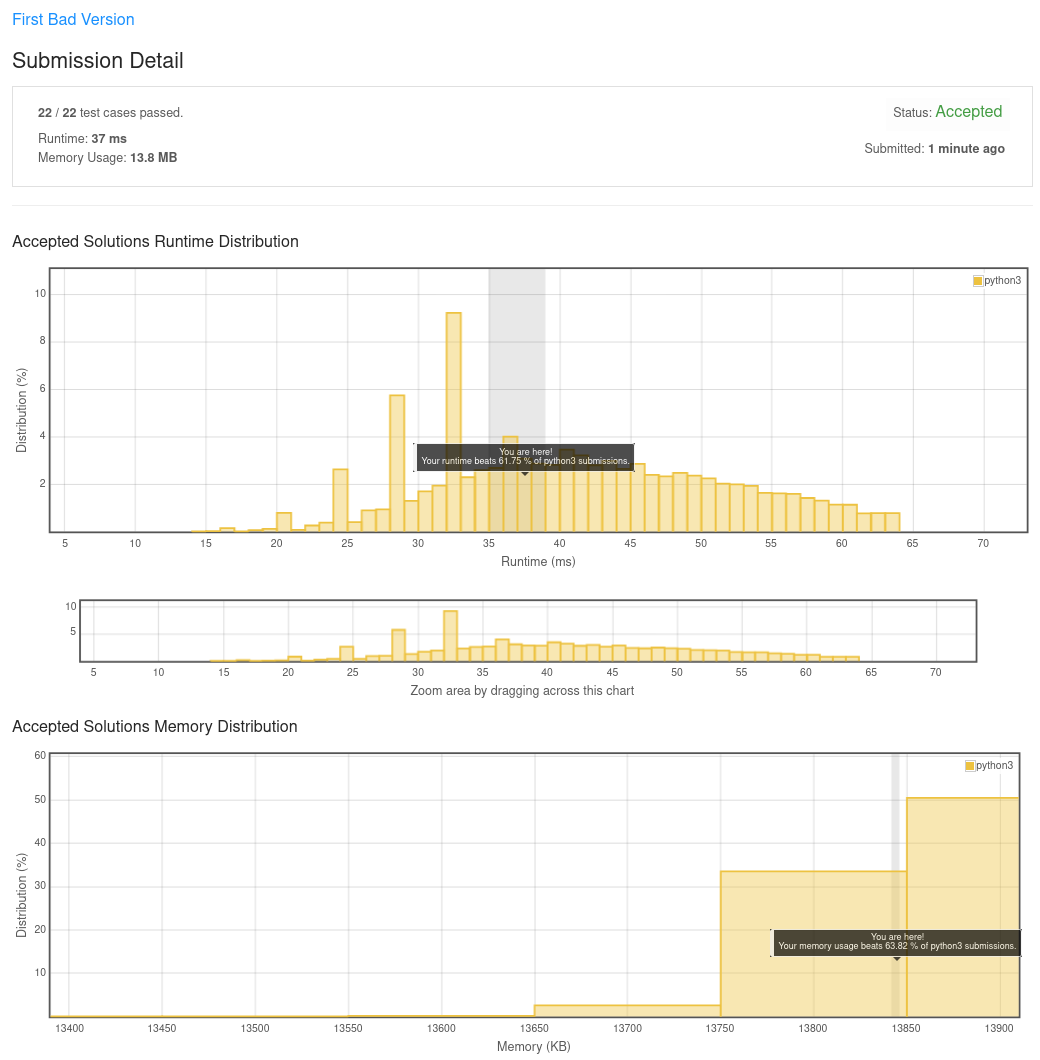 First Bad Version
Submission Detail
22 / 22 test cases passed.
Status: Accepted
Runtime: 37 ms
Memory Usage: 13.8 MB
Submitted: 1 minute ago
Accepted Solutions Runtime Distribution
python3
10
8
6
4
2
Distribution (%)
You are here!
Your runtime beats 61.75 % of python3 submissions.
5 10 15 20 25 30 35 40 45 50 55 60 65 70
Runtime (ms)
10
5
5 10 15 20 25 30 35 40 45 50 55 60 65 70
Zoom area by dragging across this chart
Accepted Solutions Memory Distribution
python3
60
50
40
30
20
10
Distribution (%)
You are here!
Your memory usage beats 63.82 % of python3 submissions.
13400 13450 13500 13550 13600 13650 13700 13750 13800 13850 13900
Memory (KB)